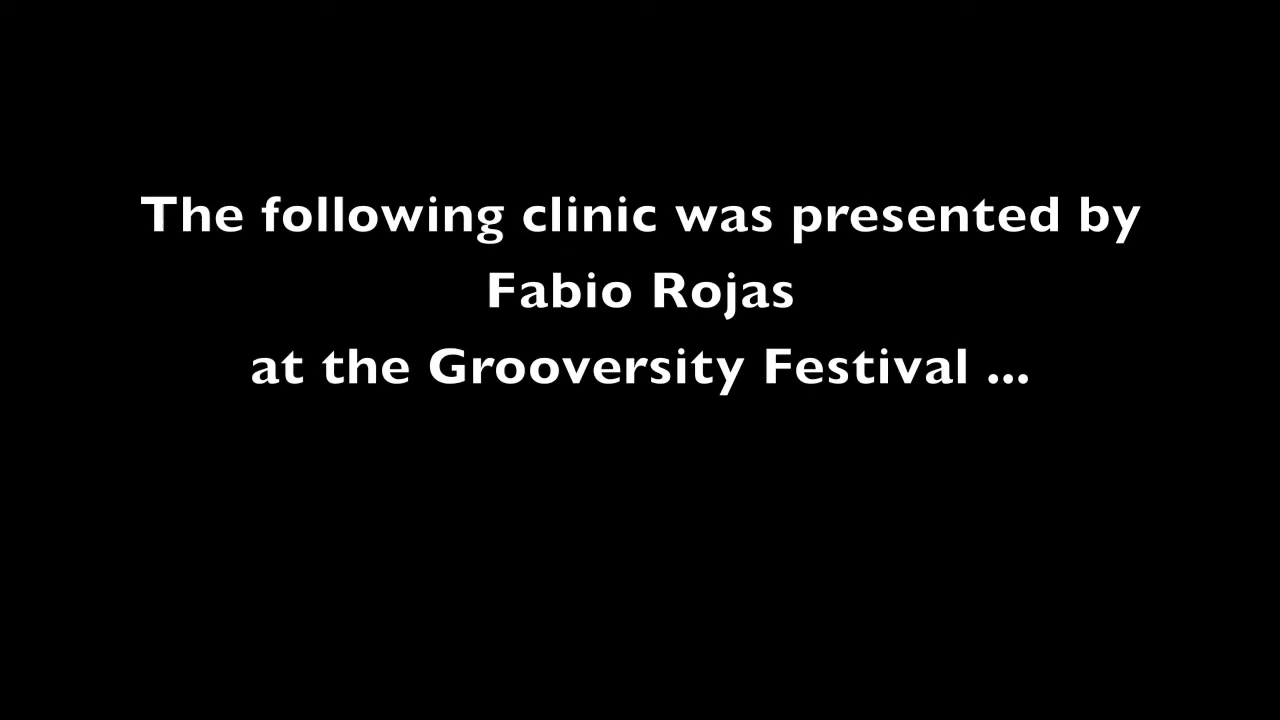 The following clinic was presented by
Fabio Rojas
at the Grooversity Festival ...